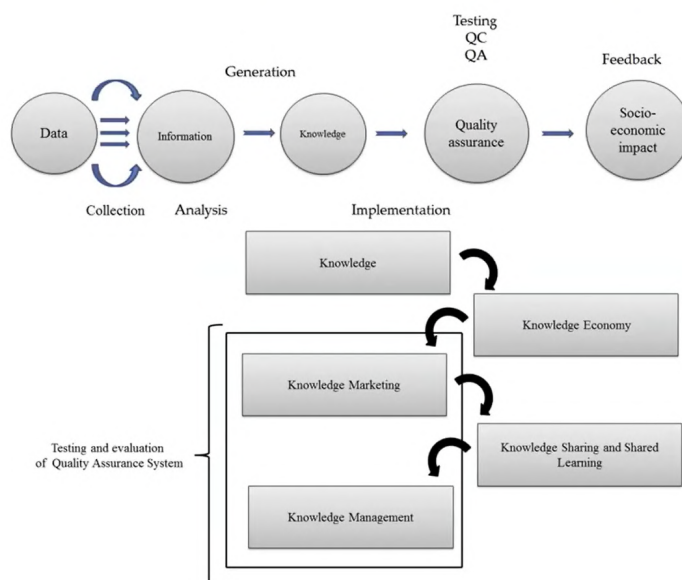 Testing
QC
QA
Generation
Feedback
Data
Information
Knowledge
Quality
assurance
Socio-
economic
impact
Collection
Analysis
Implementation
Knowledge
Knowledge Economy
Knowledge Marketing
Testing and evaluation
of Quality Assurance System
Knowledge Sharing and Shared
Learning
Knowledge Management